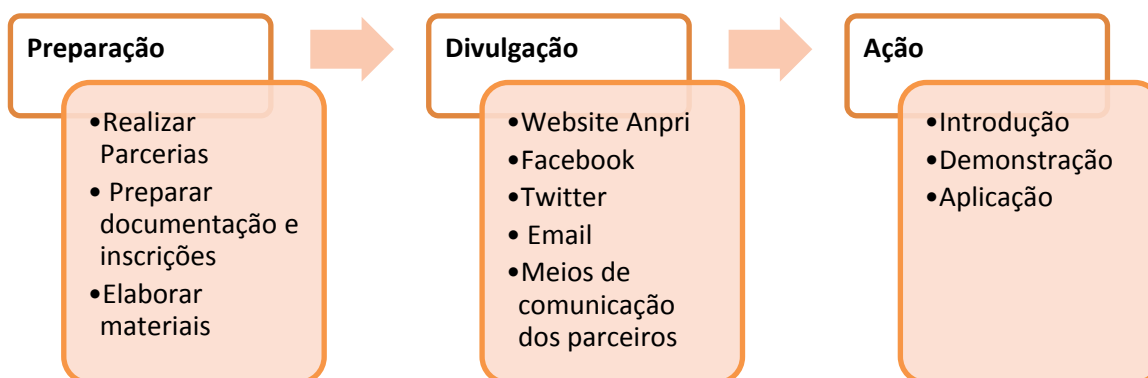 Preparação
•Realizar
Parcerias
• Preparar
documentação e
inscrições
•Elaborar
materiais
Divulgação
•Website Anpri
•Facebook
•Twitter
• Email
•Meios de
comunicação
dos parceiros
Ação
•Introdução
•Demonstração
•Aplicação